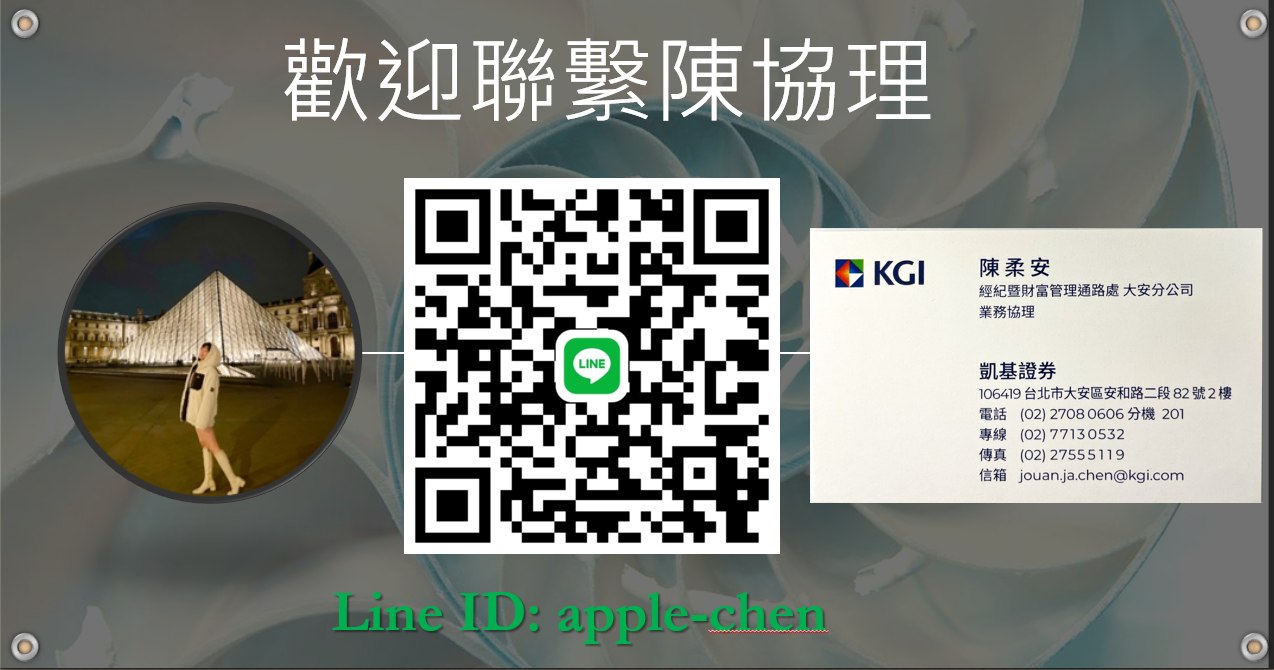 歡迎聯繫陳協理
LINE
KGI
陳柔安
經紀暨財富管理通路處 大安分公司
業務協理
凱基證券
106419 台北市大安區安和路二段 82 號 2 樓
電話 (02) 2708 0606 分機 201
專線 (02) 7713 0532
傳真 (02) 2755 5119
信箱 jouan.ja.chen@kgi.com
Line ID: apple-chen